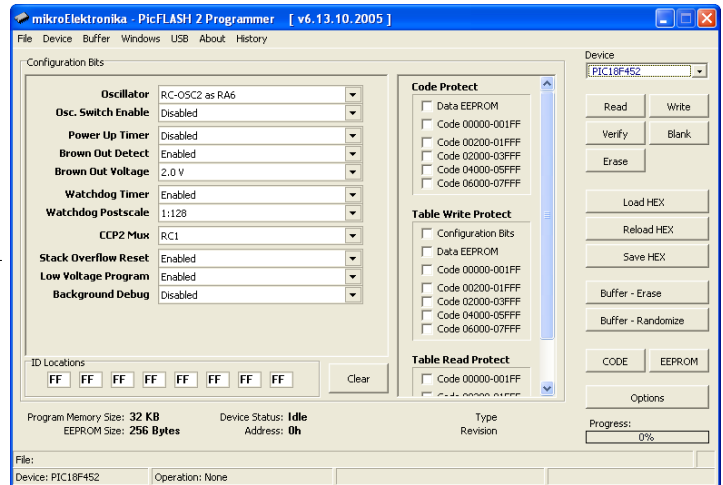 mikroElektronika - PicFLASH 2 Programmer [ v6.13.10.2005 ]
File Device Buffer Windows USB About History
Configuration Bits
Oscillator RC-OSC2 as RA6
Osc. Switch Enable Disabled
Power Up Timer Disabled
Brown Out Detect Enabled
Brown Out Voltage 2.0 V
Watchdog Timer Enabled
Watchdog Postscale 1:128
CCP2 Mux RC1
Stack Overflow Reset Enabled
Low Voltage Program Enabled
Background Debug Disabled
ID Locations
FF FF FF FF FF FF FF FF
Clear
Code Protect
Data EEPROM
Code 00000-001FF
Code 00200-01FFF
Code 02000-03FFF
Code 04000-05FFF
Code 06000-07FFF
Table Write Protect
Configuration Bits
Data EEPROM
Code 00000-001FF
Code 00200-01FFF
Code 02000-03FFF
Code 04000-05FFF
Code 06000-07FFF
Table Read Protect
Code 00000-001FF
Device
PIC18F452
Read Write
Verify Blank
Erase
Load HEX
Reload HEX
Save HEX
Buffer - Erase
Buffer - Randomize
CODE EEPROM
Options
Progress:
0%
Program Memory Size: 32 KB Device Status: Idle Type
EEPROM Size: 256 Bytes Address: 0h Revision
File:
Device: PIC18F452 Operation: None